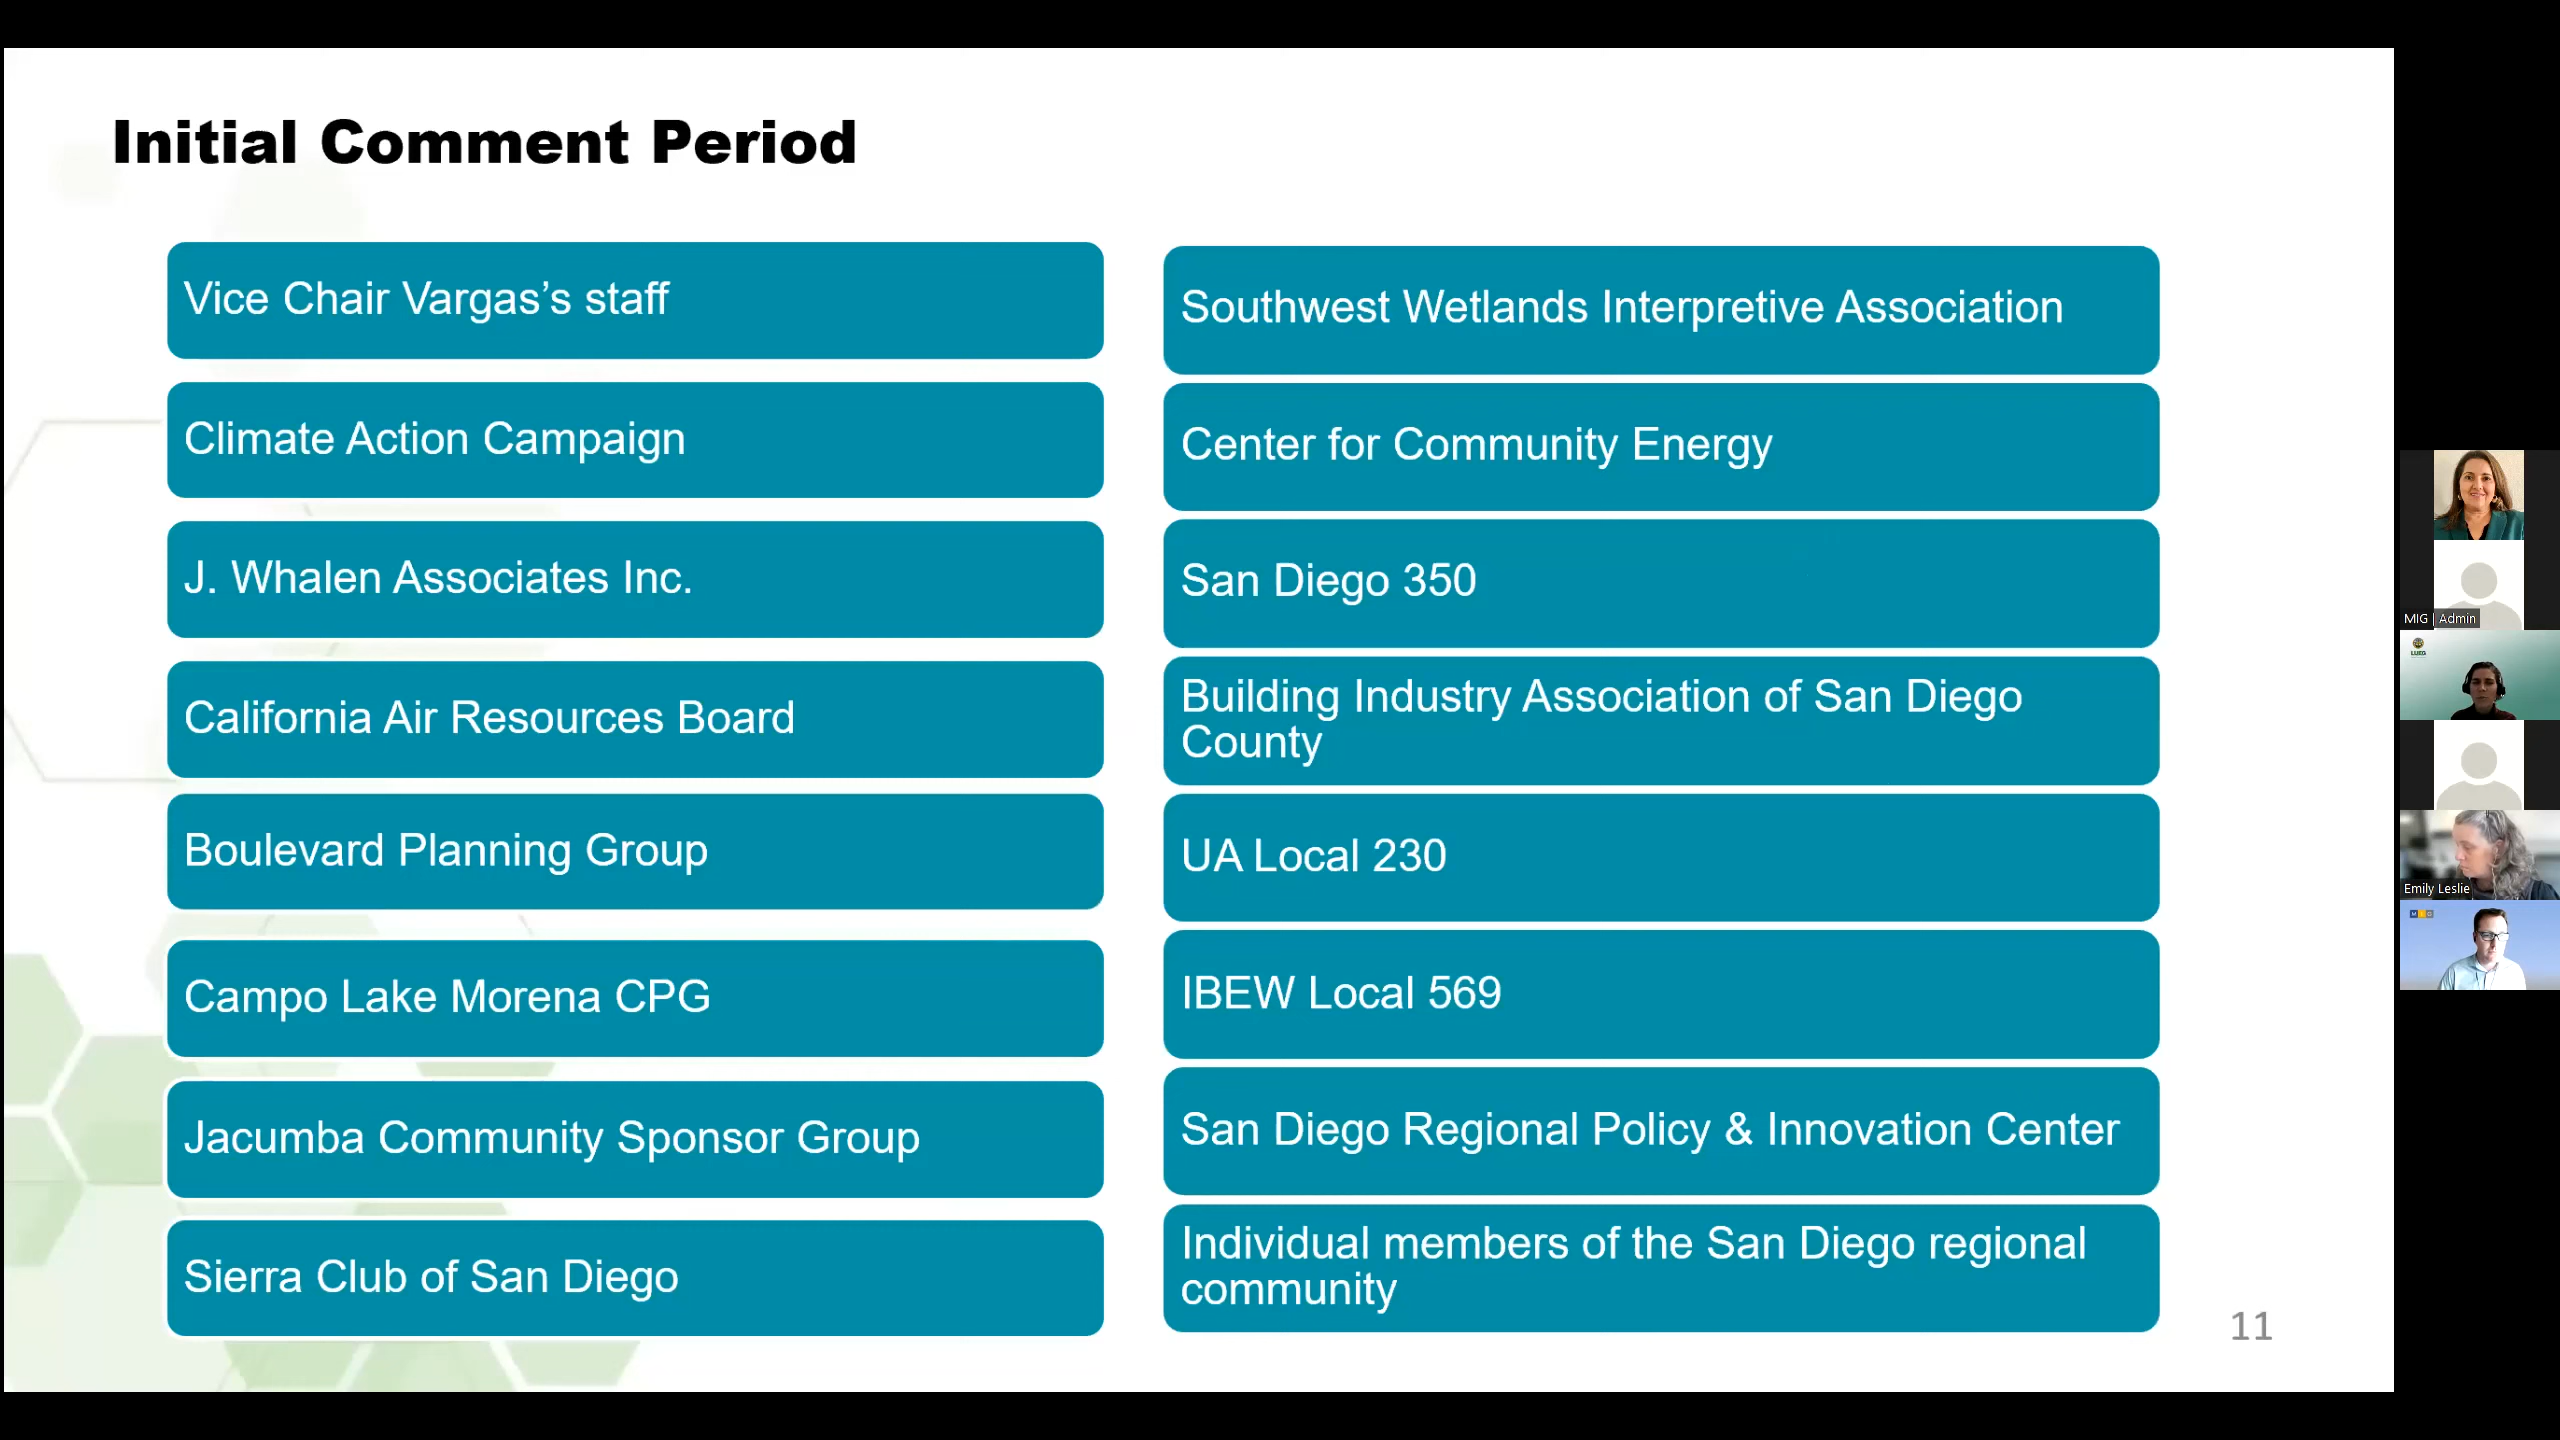 Initial Comment Period
Vice Chair Vargas’s staff
Climate Action Campaign
J. Whalen Associates Inc.
California Air Resources Board
Boulevard Planning Group
Campo Lake Morena CPG
Jacumba Community Sponsor Group
Sierra Club of San Diego
Southwest Wetlands Interpretive Association
Center for Community Energy
San Diego 350
Building Industry Association of San Diego
County
UA Local 230
IBEW Local 569
San Diego Regional Policy & Innovation Center
Individual members of the San Diego regional
community
11
MIG | Admin
LUEG
Emily Leslie
MIG